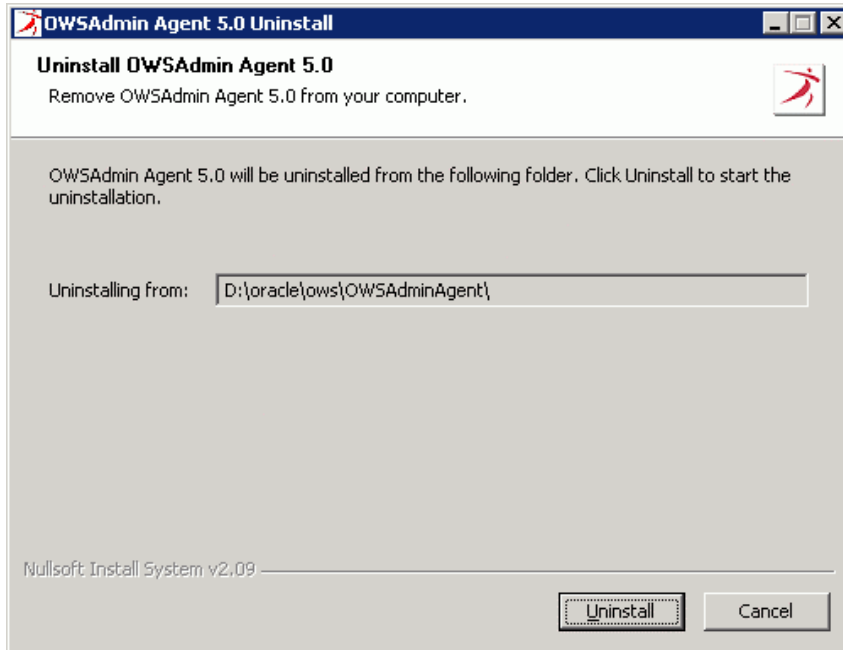 OWSAdmin Agent 5.0 Uninstall
Uninstall OWSAdmin Agent 5.0
Remove OWSAdmin Agent 5.0 from your computer.
OWSAdmin Agent 5.0 will be uninstalled from the following folder. Click Uninstall to start the
uninstallation.
Uninstalling from: D:\oracle\ows\OWSAdminAgent\
Nullsoft Install System v2.09
Uninstall Cancel